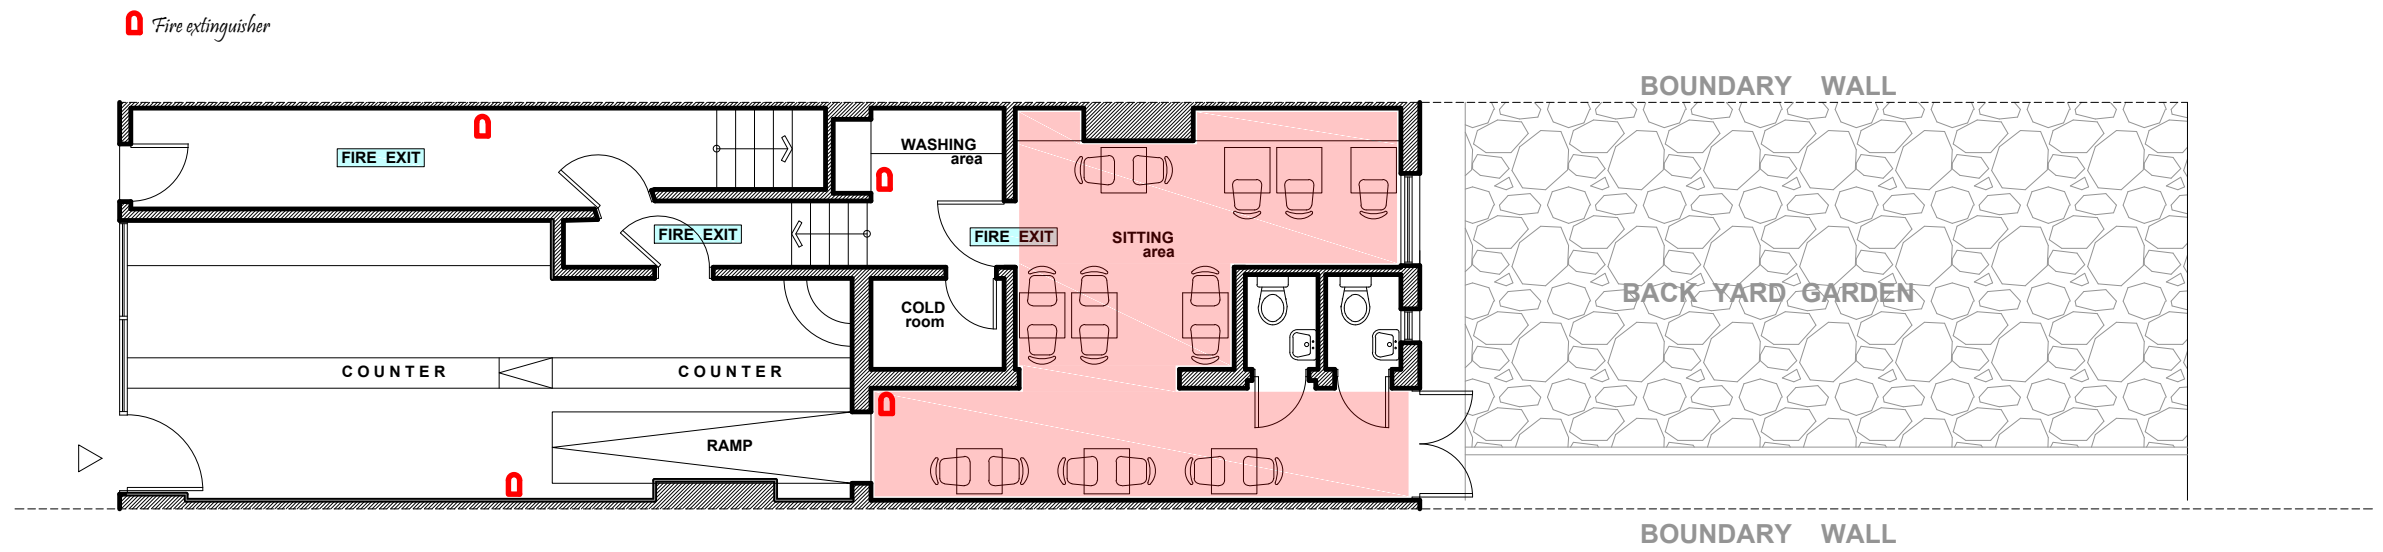 Fire extinguisher
BOUNDARY WALL
WASHING
area
FIRE EXIT
FIRE EXIT
FIRE EXIT
SITTING
area
COLD
room
BACK YARD GARDEN
COUNTER
COUNTER
RAMP
BOUNDARY WALL